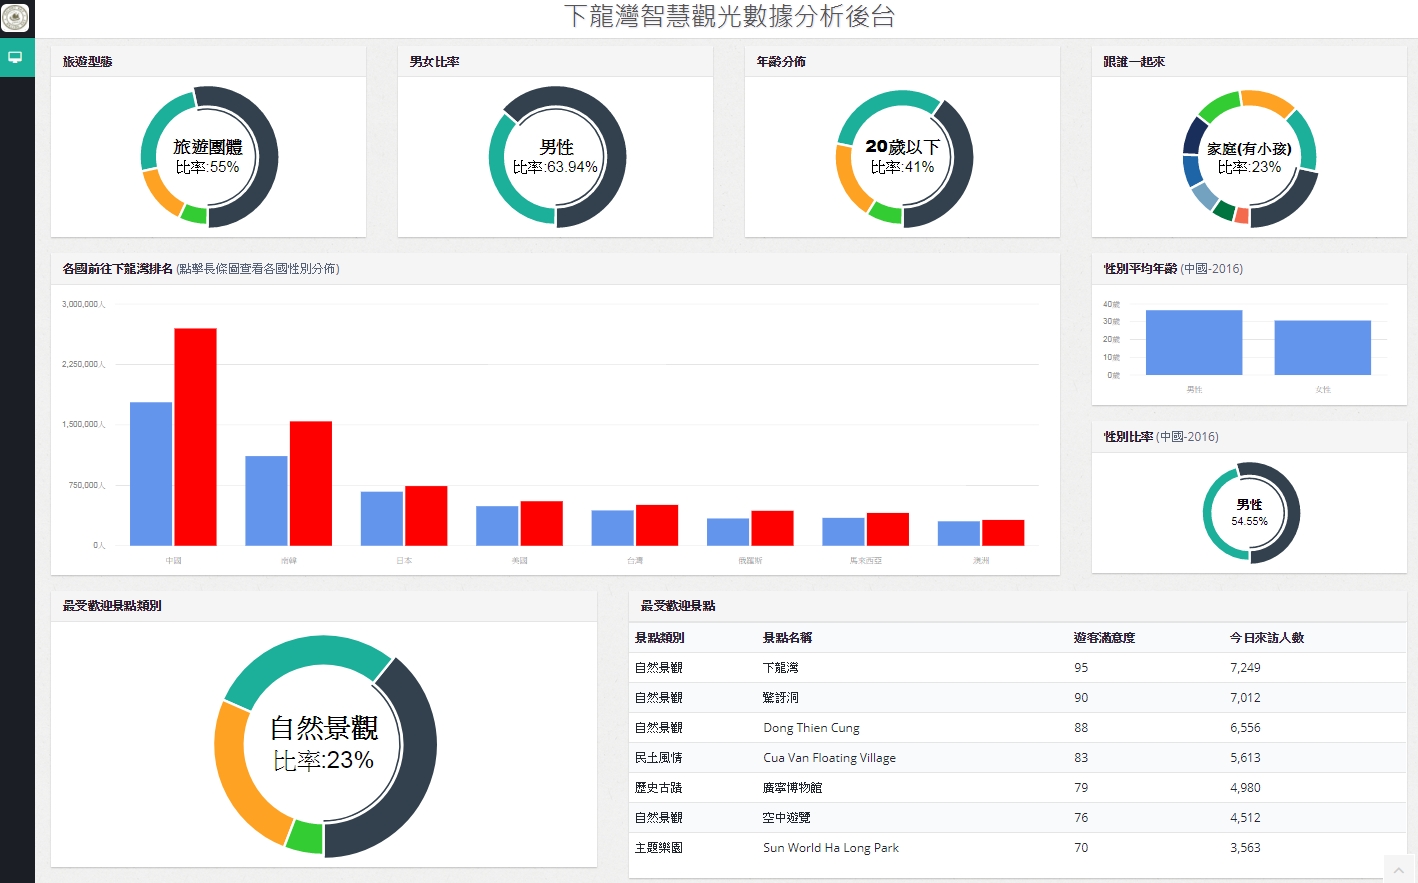 下龍灣智慧觀光數據分析後台
旅遊型態
旅遊團體
比率:55%
男女比率
男性
比率:63.94%
年齡分佈
20歲以下
比率:41%
跟誰一起來
家庭(有小孩)
比率:23%
各國前往下龍灣排名 (點擊長條圖查看各國性別分佈)
3,000,000人
2,250,000人
1,500,000人
750,000人
0人
中國 南韓 日本 美國 台灣 俄羅斯 馬來西亞 澳洲
性別平均年齡 (中國-2016)
40歲
30歲
20歲
10歲
0歲
男性 女性
性別比率 (中國-2016)
男性
54.55%
最受歡迎景點類別
自然景觀
比率:23%
最受歡迎景點
景點類別 景點名稱 遊客滿意度 今日來訪人數
自然景觀 下龍灣 95 7,249
自然景觀 驚訝洞 90 7,012
自然景觀 Dong Thien Cung 88 6,556
民土風情 Cua Van Floating Village 83 5,613
歷史古蹟 廣寧博物館 79 4,980
自然景觀 空中遊覽 76 4,512
主題樂園 Sun World Ha Long Park 70 3,563